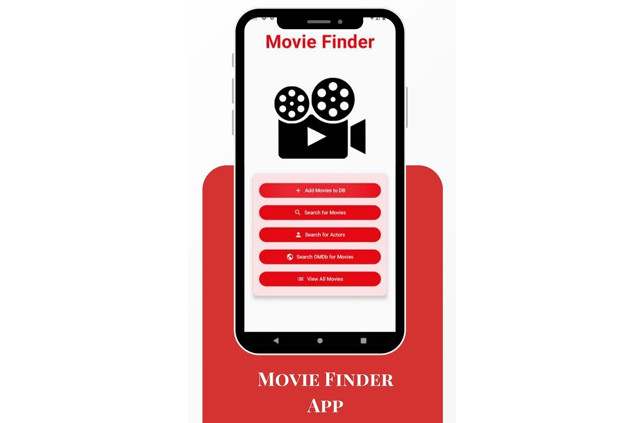 Movie Finder
Add Movies to DB
Search for Movies
Search for Actors
Search OMDb for Movies
View All Movies
Movie Finder
App